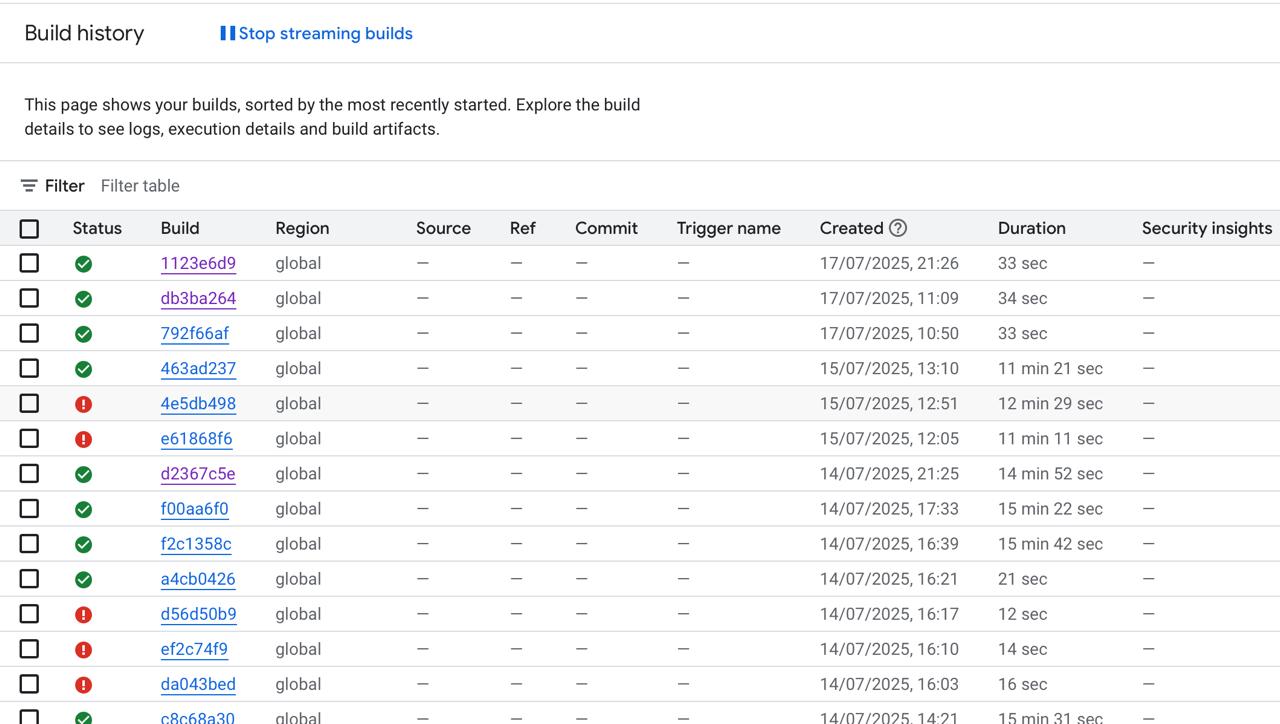 Build history Stop streaming builds
This page shows your builds, sorted by the most recently started. Explore the build
details to see logs, execution details and build artifacts.
Filter Filter table
Status Build Region Source Ref Commit Trigger name Created ? Duration Security insights
1123e6d9 global — — — — 17/07/2025, 21:26 33 sec —
db3ba264 global — — — — 17/07/2025, 11:09 34 sec —
792f66af global — — — — 17/07/2025, 10:50 33 sec —
463ad237 global — — — — 15/07/2025, 13:10 11 min 21 sec —
4e5db498 global — — — — 15/07/2025, 12:51 12 min 29 sec —
e61868f6 global — — — — 15/07/2025, 12:05 11 min 11 sec —
d2367c5e global — — — — 14/07/2025, 21:25 14 min 52 sec —
f00aa6f0 global — — — — 14/07/2025, 17:33 15 min 22 sec —
f2c1358c global — — — — 14/07/2025, 16:39 15 min 42 sec —
a4cb0426 global — — — — 14/07/2025, 16:21 21 sec —
d56d50b9 global — — — — 14/07/2025, 16:17 12 sec —
ef2c74f9 global — — — — 14/07/2025, 16:10 14 sec —
da043bed global — — — — 14/07/2025, 16:03 16 sec —
c8c68a30 global — — — — 14/07/2025, 14:21 15 min 31 sec —